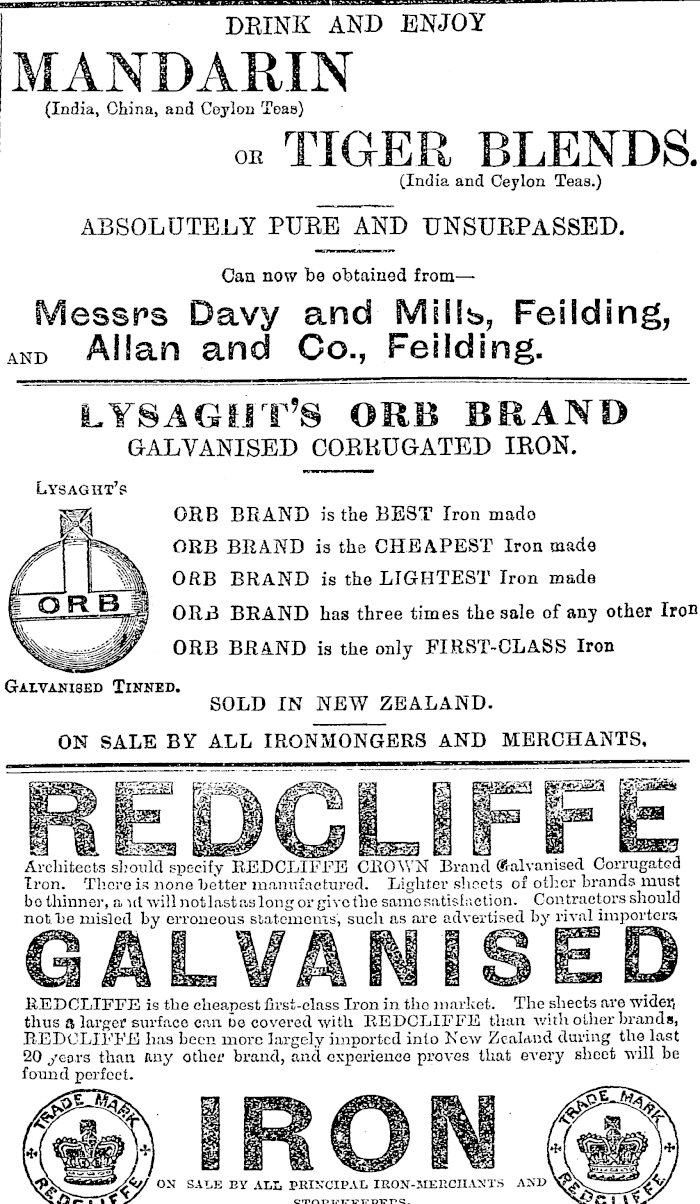 DRINK AND ENJOY
MANDARIN
(India, China, and Ceylon Teas)
OR TIGER BLENDS.
(India and Ceylon Teas.)
ABSOLUTELY PURE AND UNSURPASSED.
Can now be obtained from—
Messrs Davy and Mills, Feilding,
AND Allan and Co., Feilding.
LYSAGHT'S ORB BRAND
GALVANISED CORRUGATED IRON.
LYSAGHT'S
ORB
GALVANISED TINNED.
ORB BRAND is the BEST Iron made
ORB BRAND is the CHEAPEST Iron made
ORB BRAND is the LIGHTEST Iron made
ORB BRAND has three times the sale of any other Iron
ORB BRAND is the only FIRST-CLASS Iron
SOLD IN NEW ZEALAND.
ON SALE BY ALL IRONMONGERS AND MERCHANTS,
REDCLIFFE
Architects should specify REDCLIFFE CROWN Brand Galvanised Corrugated
Iron. There is none better manufactured. Lighter sheets of other brands must
be thinner, and will not last as long or give the same satisfaction. Contractors should
not be misled by erroneous statements, such as are advertised by rival importers,
GALVANISED
REDCLIFFE is the cheapest first-class Iron in the market. The sheets are wider,
thus a larger surface can be covered with REDCLIFFE than with other brands,
REDCLIFFE has been more largely imported into New Zealand during the last
20 years than any other brand, and experience proves that every sheet will be
found perfect.
TRADE MARK
REDCLIFFE
IRON
TRADE MARK
REDCLIFFE
ON SALE BY ALL PRINCIPAL IRON-MERCHANTS AND
STOREKEEPERS.